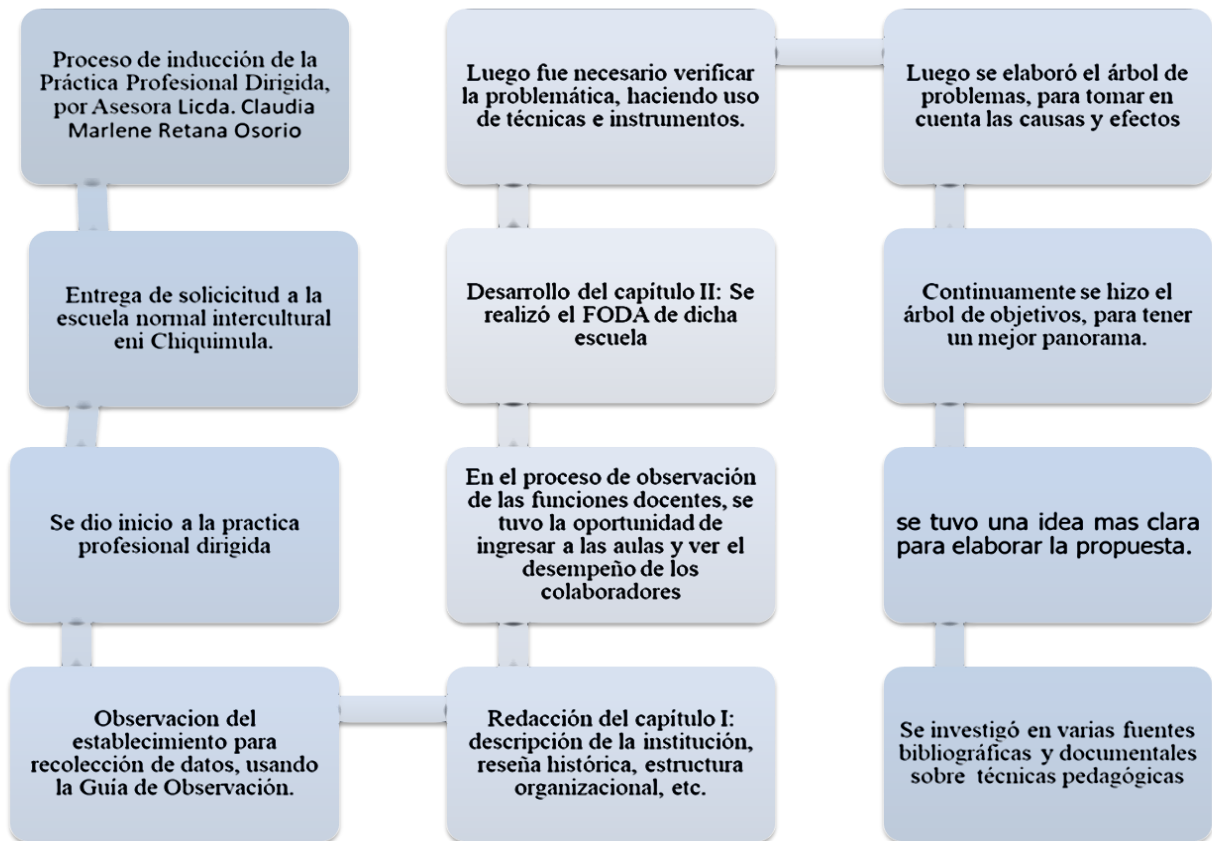 Proceso de inducción de la
Práctica Profesional Dirigida,
por Asesora Licda. Claudia
Marlene Retana Osorio
Entrega de solicicitud a la
escuela normal intercultural
eni Chiquimula.
Se dio inicio a la practica
profesional dirigida
Observacion del
establecimiento para
recolección de datos, usando
la Guía de Observación.
Redacción del capítulo I:
descripción de la institución,
reseña histórica, estructura
organizacional, etc.
En el proceso de observación
de las funciones docentes, se
tuvo la oportunidad de
ingresar a las aulas y ver el
desempeño de los
colaboradores
Desarrollo del capítulo II: Se
realizó el FODA de dicha
escuela
Luego fue necesario verificar
la problemática, haciendo uso
de técnicas e instrumentos.
Luego se elaboró el árbol de
problemas, para tomar en
cuenta las causas y efectos
Continuamente se hizo el
árbol de objetivos, para tener
un mejor panorama.
se tuvo una idea mas clara
para elaborar la propuesta.
Se investigó en varias fuentes
bibliográficas y documentales
sobre técnicas pedagógicas